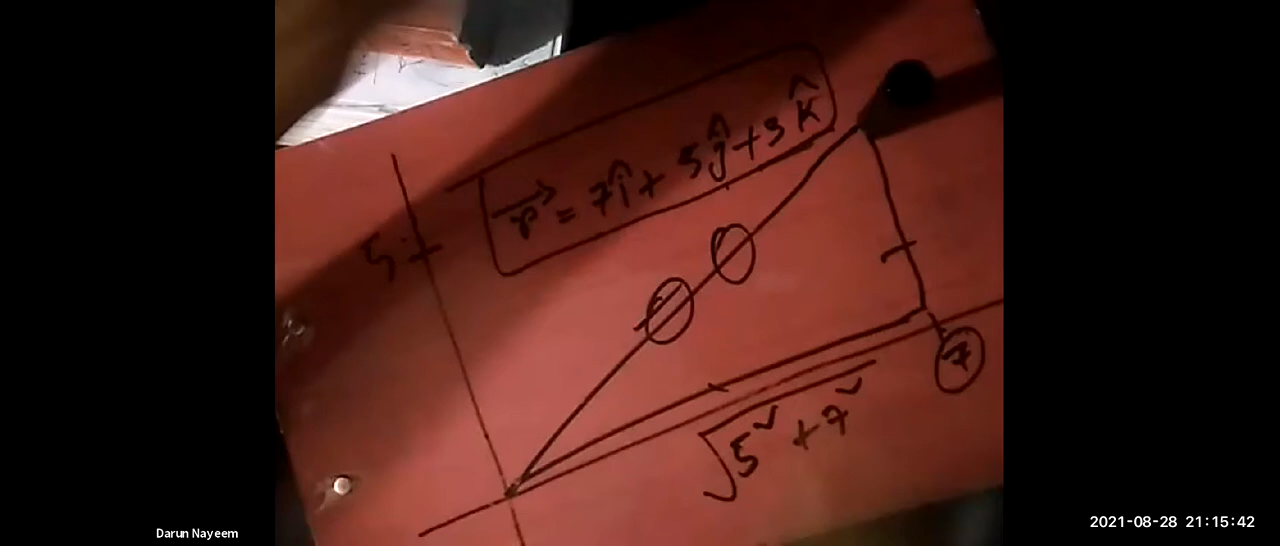 r⃗ = 7î + 5ĵ + 3k̂
5
7
√5² + 7²
Darun Nayeem
2021-08-28 21:15:42